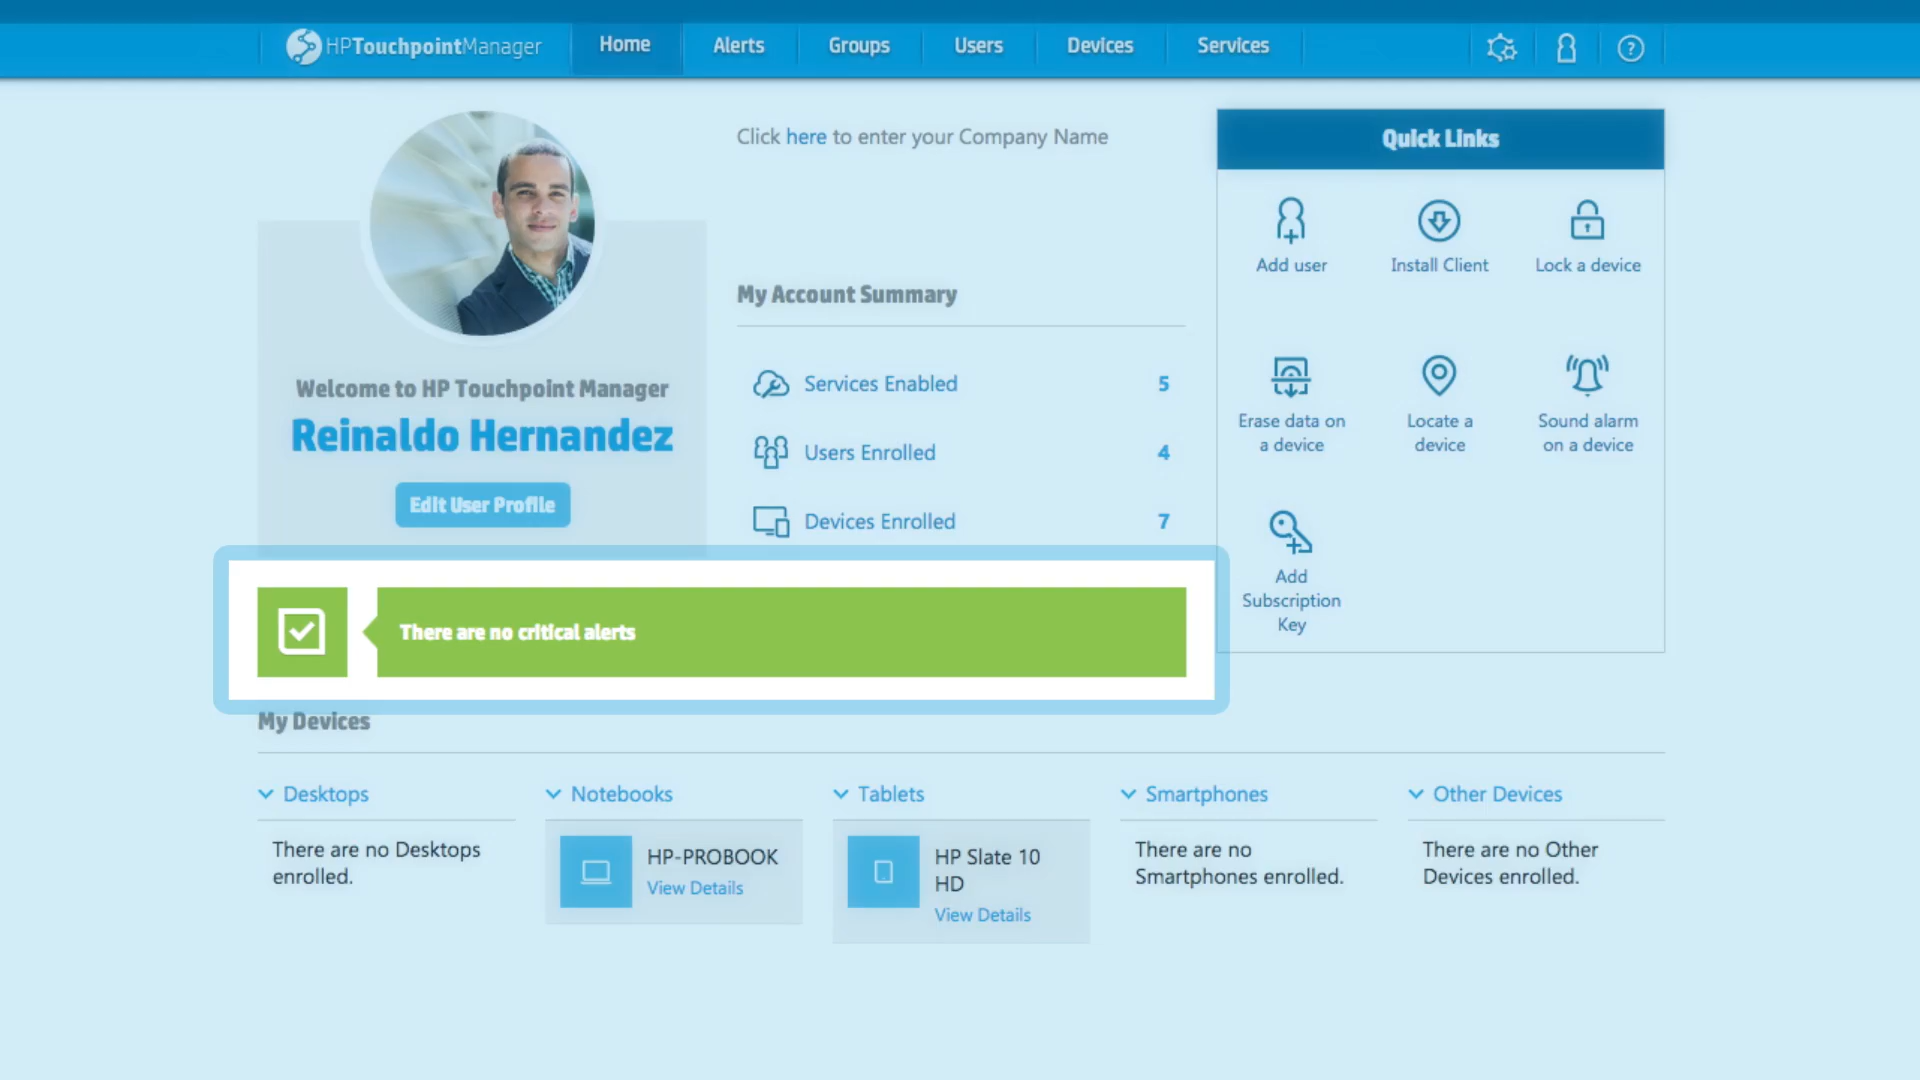 HPTouchpointManager
Home
Alerts
Groups
Users
Devices
Services
Click here to enter your Company Name
Welcome to HP Touchpoint Manager
Reinaldo Hernandez
Edit User Profile
My Account Summary
Services Enabled 5
Users Enrolled 4
Devices Enrolled 7
Quick Links
Add user
Install Client
Lock a device
Erase data on
a device
Locate a
device
Sound alarm
on a device
Add
Subscription
Key
There are no critical alerts
My Devices
Desktops
There are no Desktops
enrolled.
Notebooks
HP-PROBOOK
View Details
Tablets
HP Slate 10
HD
View Details
Smartphones
There are no
Smartphones enrolled.
Other Devices
There are no Other
Devices enrolled.